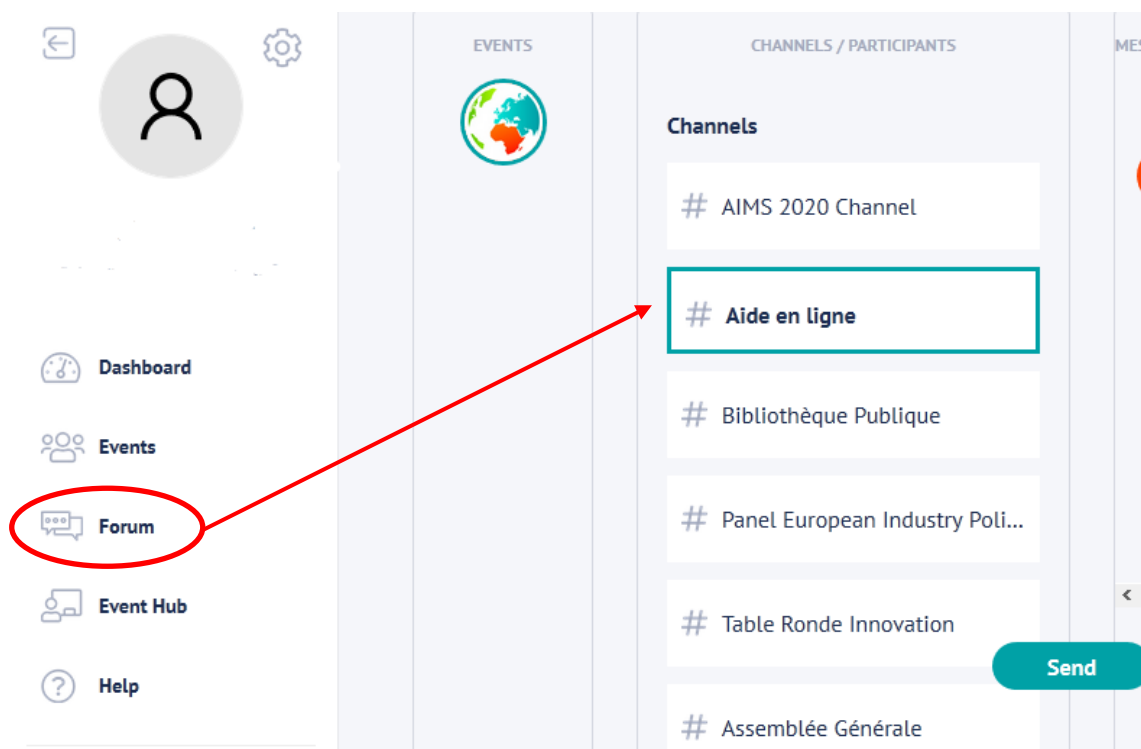 EVENTS
CHANNELS / PARTICIPANTS
MES
Channels
# AIMS 2020 Channel
# Aide en ligne
Dashboard
# Bibliothèque Publique
Events
# Panel European Industry Poli...
Forum
Event Hub
# Table Ronde Innovation
Send
Help
# Assemblée Générale